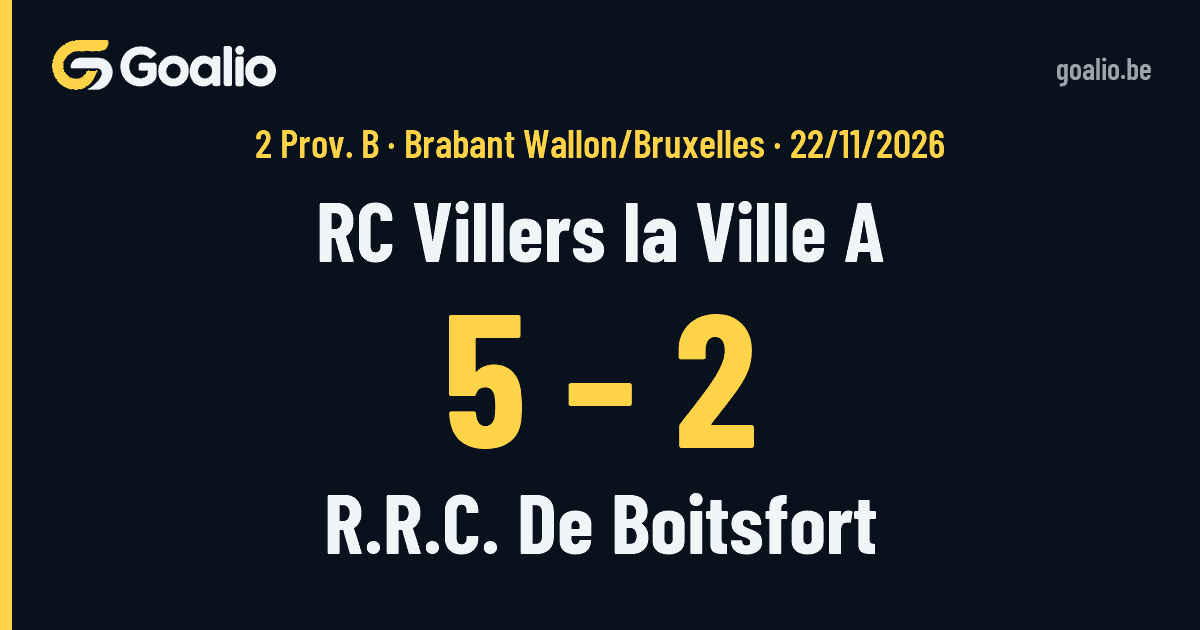 Goalio
goalio.be
2 Prov. B · Brabant Wallon/Bruxelles · 22/11/2026
RC Villers la Ville A
5 – 2
R.R.C. De Boitsfort